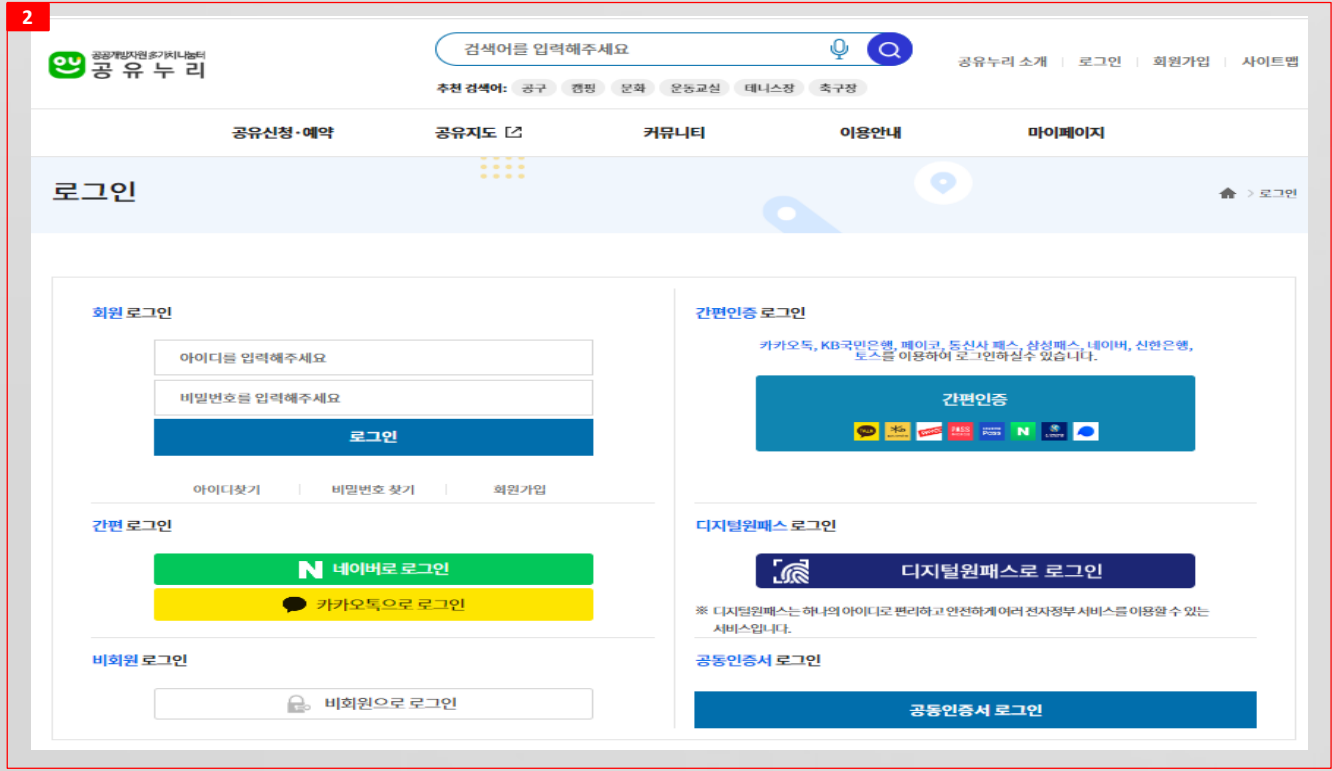 2
공공개방자원 多가치나눔터
공유누리
검색어를 입력해주세요
공유누리 소개 로그인 회원가입 사이트맵
추천 검색어: 공구 캠핑 문화 운동교실 테니스장 축구장
공유신청·예약 공유지도 커뮤니티 이용안내 마이페이지
로그인
> 로그인
회원 로그인
아이디를 입력해주세요
비밀번호를 입력해주세요
로그인
아이디찾기 비밀번호 찾기 회원가입
간편 로그인
N 네이버로 로그인
카카오톡으로 로그인
비회원 로그인
비회원으로 로그인
간편인증 로그인
카카오톡, KB국민은행, 페이코, 통신사 패스, 삼성패스, 네이버, 신한은행,
토스를 이용하여 로그인하실수 있습니다.
간편인증
TALK PAYCO PASS Pass N
디지털원패스 로그인
디지털원패스로 로그인
※ 디지털원패스는 하나의 아이디로 편리하고 안전하게 여러 전자정부 서비스를 이용할 수 있는
서비스입니다.
공동인증서 로그인
공동인증서 로그인